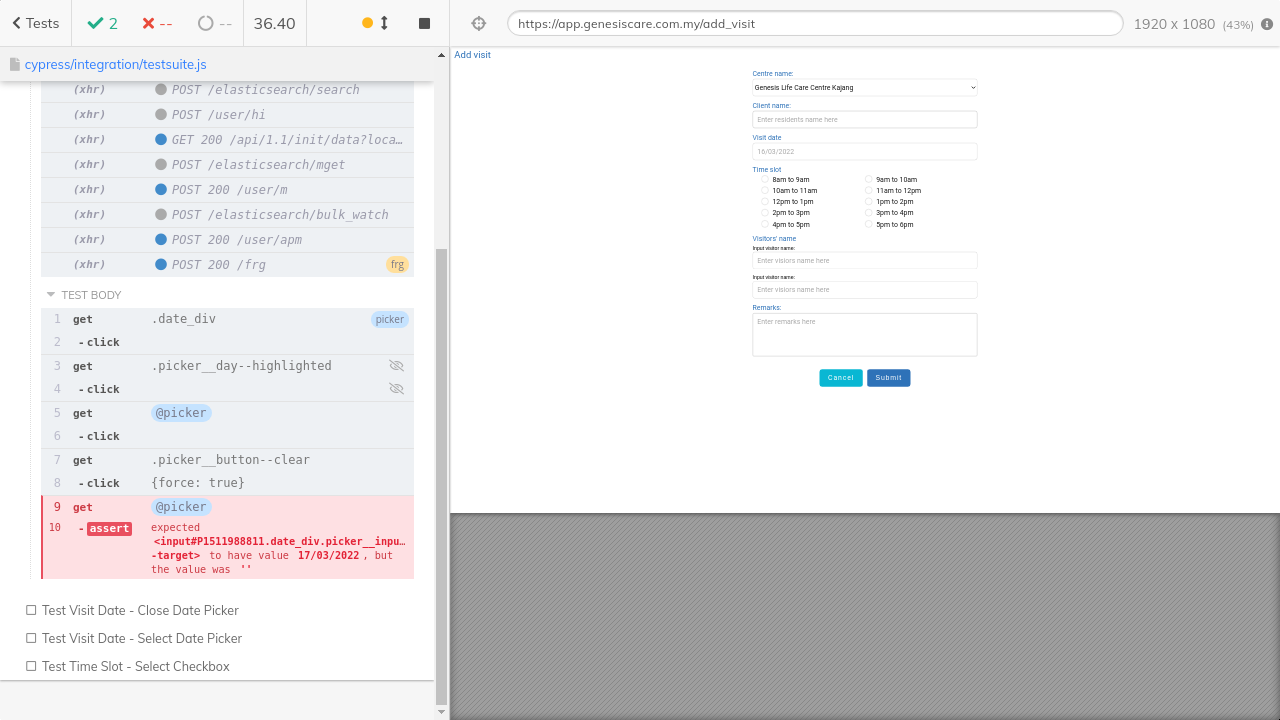 Tests
2
--
--
36.40
https://app.genesiscare.com.my/add_visit
1920 x 1080 (43%)
cypress/integration/testsuite.js
(xhr) POST /elasticsearch/search
(xhr) POST /user/hi
(xhr) GET 200 /api/1.1/init/data?loca…
(xhr) POST /elasticsearch/mget
(xhr) POST 200 /user/m
(xhr) POST /elasticsearch/bulk_watch
(xhr) POST 200 /user/apm
(xhr) POST 200 /frg frg
TEST BODY
1 get .date_div picker
2 -click
3 get .picker__day--highlighted
4 -click
5 get @picker
6 -click
7 get .picker__button--clear
8 -click {force: true}
9 get @picker
10 -assert expected
<input#P1511988811.date_div.picker__inpu…
-target> to have value 17/03/2022 , but
the value was ''
Test Visit Date - Close Date Picker
Test Visit Date - Select Date Picker
Test Time Slot - Select Checkbox
Add visit
Centre name:
Genesis Life Care Centre Kajang
Client name:
Enter residents name here
Visit date
16/03/2022
Time slot
8am to 9am 9am to 10am
10am to 11am 11am to 12pm
12pm to 1pm 1pm to 2pm
2pm to 3pm 3pm to 4pm
4pm to 5pm 5pm to 6pm
Visitors' name
Input visitor name:
Enter visiors name here
Input visitor name:
Enter visiors name here
Remarks:
Enter remarks here
Cancel Submit